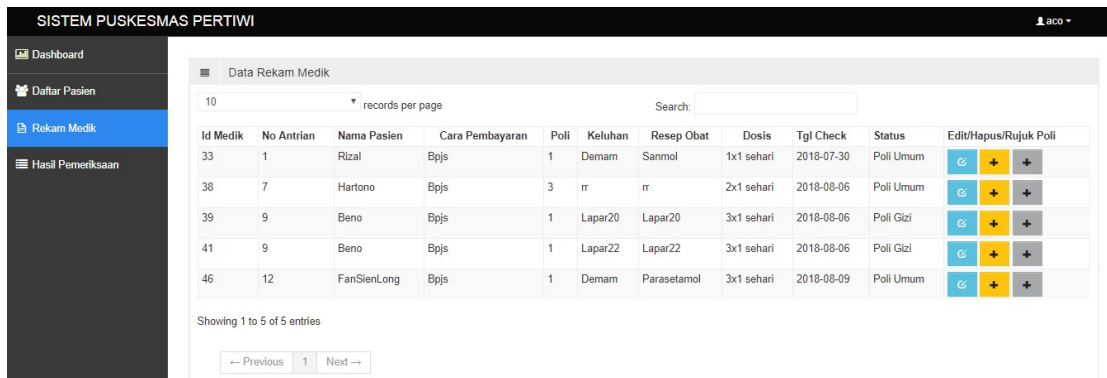 SISTEM PUSKESMAS PERTIWI
aco
Dashboard
Daftar Pasien
Rekam Medik
Hasil Pemeriksaan
Data Rekam Medik
10 records per page Search:
Id Medik No Antrian Nama Pasien Cara Pembayaran Poli Keluhan Resep Obat Dosis Tgl Check Status Edit/Hapus/Rujuk Poli
33 1 Rizal Bpjs 1 Demam Sanmol 1x1 sehari 2018-07-30 Poli Umum
38 7 Hartono Bpjs 3 rr rr 2x1 sehari 2018-08-06 Poli Umum
39 9 Beno Bpjs 1 Lapar20 Lapar20 3x1 sehari 2018-08-06 Poli Gizi
41 9 Beno Bpjs 1 Lapar22 Lapar22 3x1 sehari 2018-08-06 Poli Gizi
46 12 FanSienLong Bpjs 1 Demam Parasetamol 3x1 sehari 2018-08-09 Poli Umum
Showing 1 to 5 of 5 entries
← Previous 1 Next →